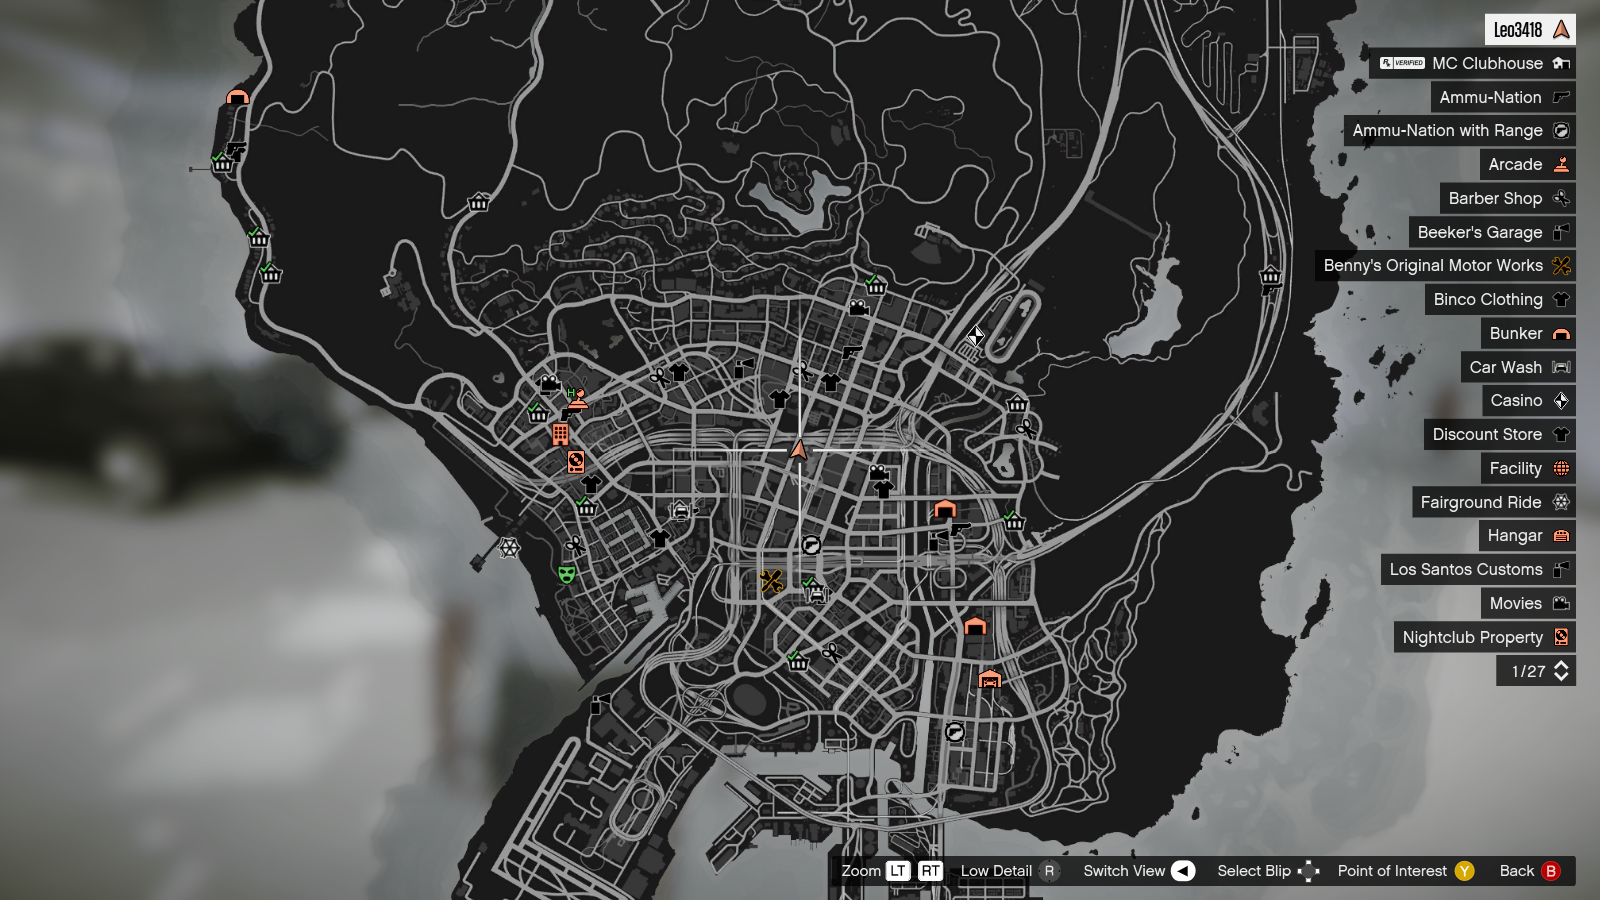 Leo3418
R* VERIFIED MC Clubhouse
Ammu-Nation
Ammu-Nation with Range
Arcade
Barber Shop
Beeker's Garage
Benny's Original Motor Works
Binco Clothing
Bunker
Car Wash
Casino
Discount Store
Facility
Fairground Ride
Hangar
Los Santos Customs
Movies
Nightclub Property
1/27
H
Zoom LT RT Low Detail R Switch View Select Blip Point of Interest Y Back B